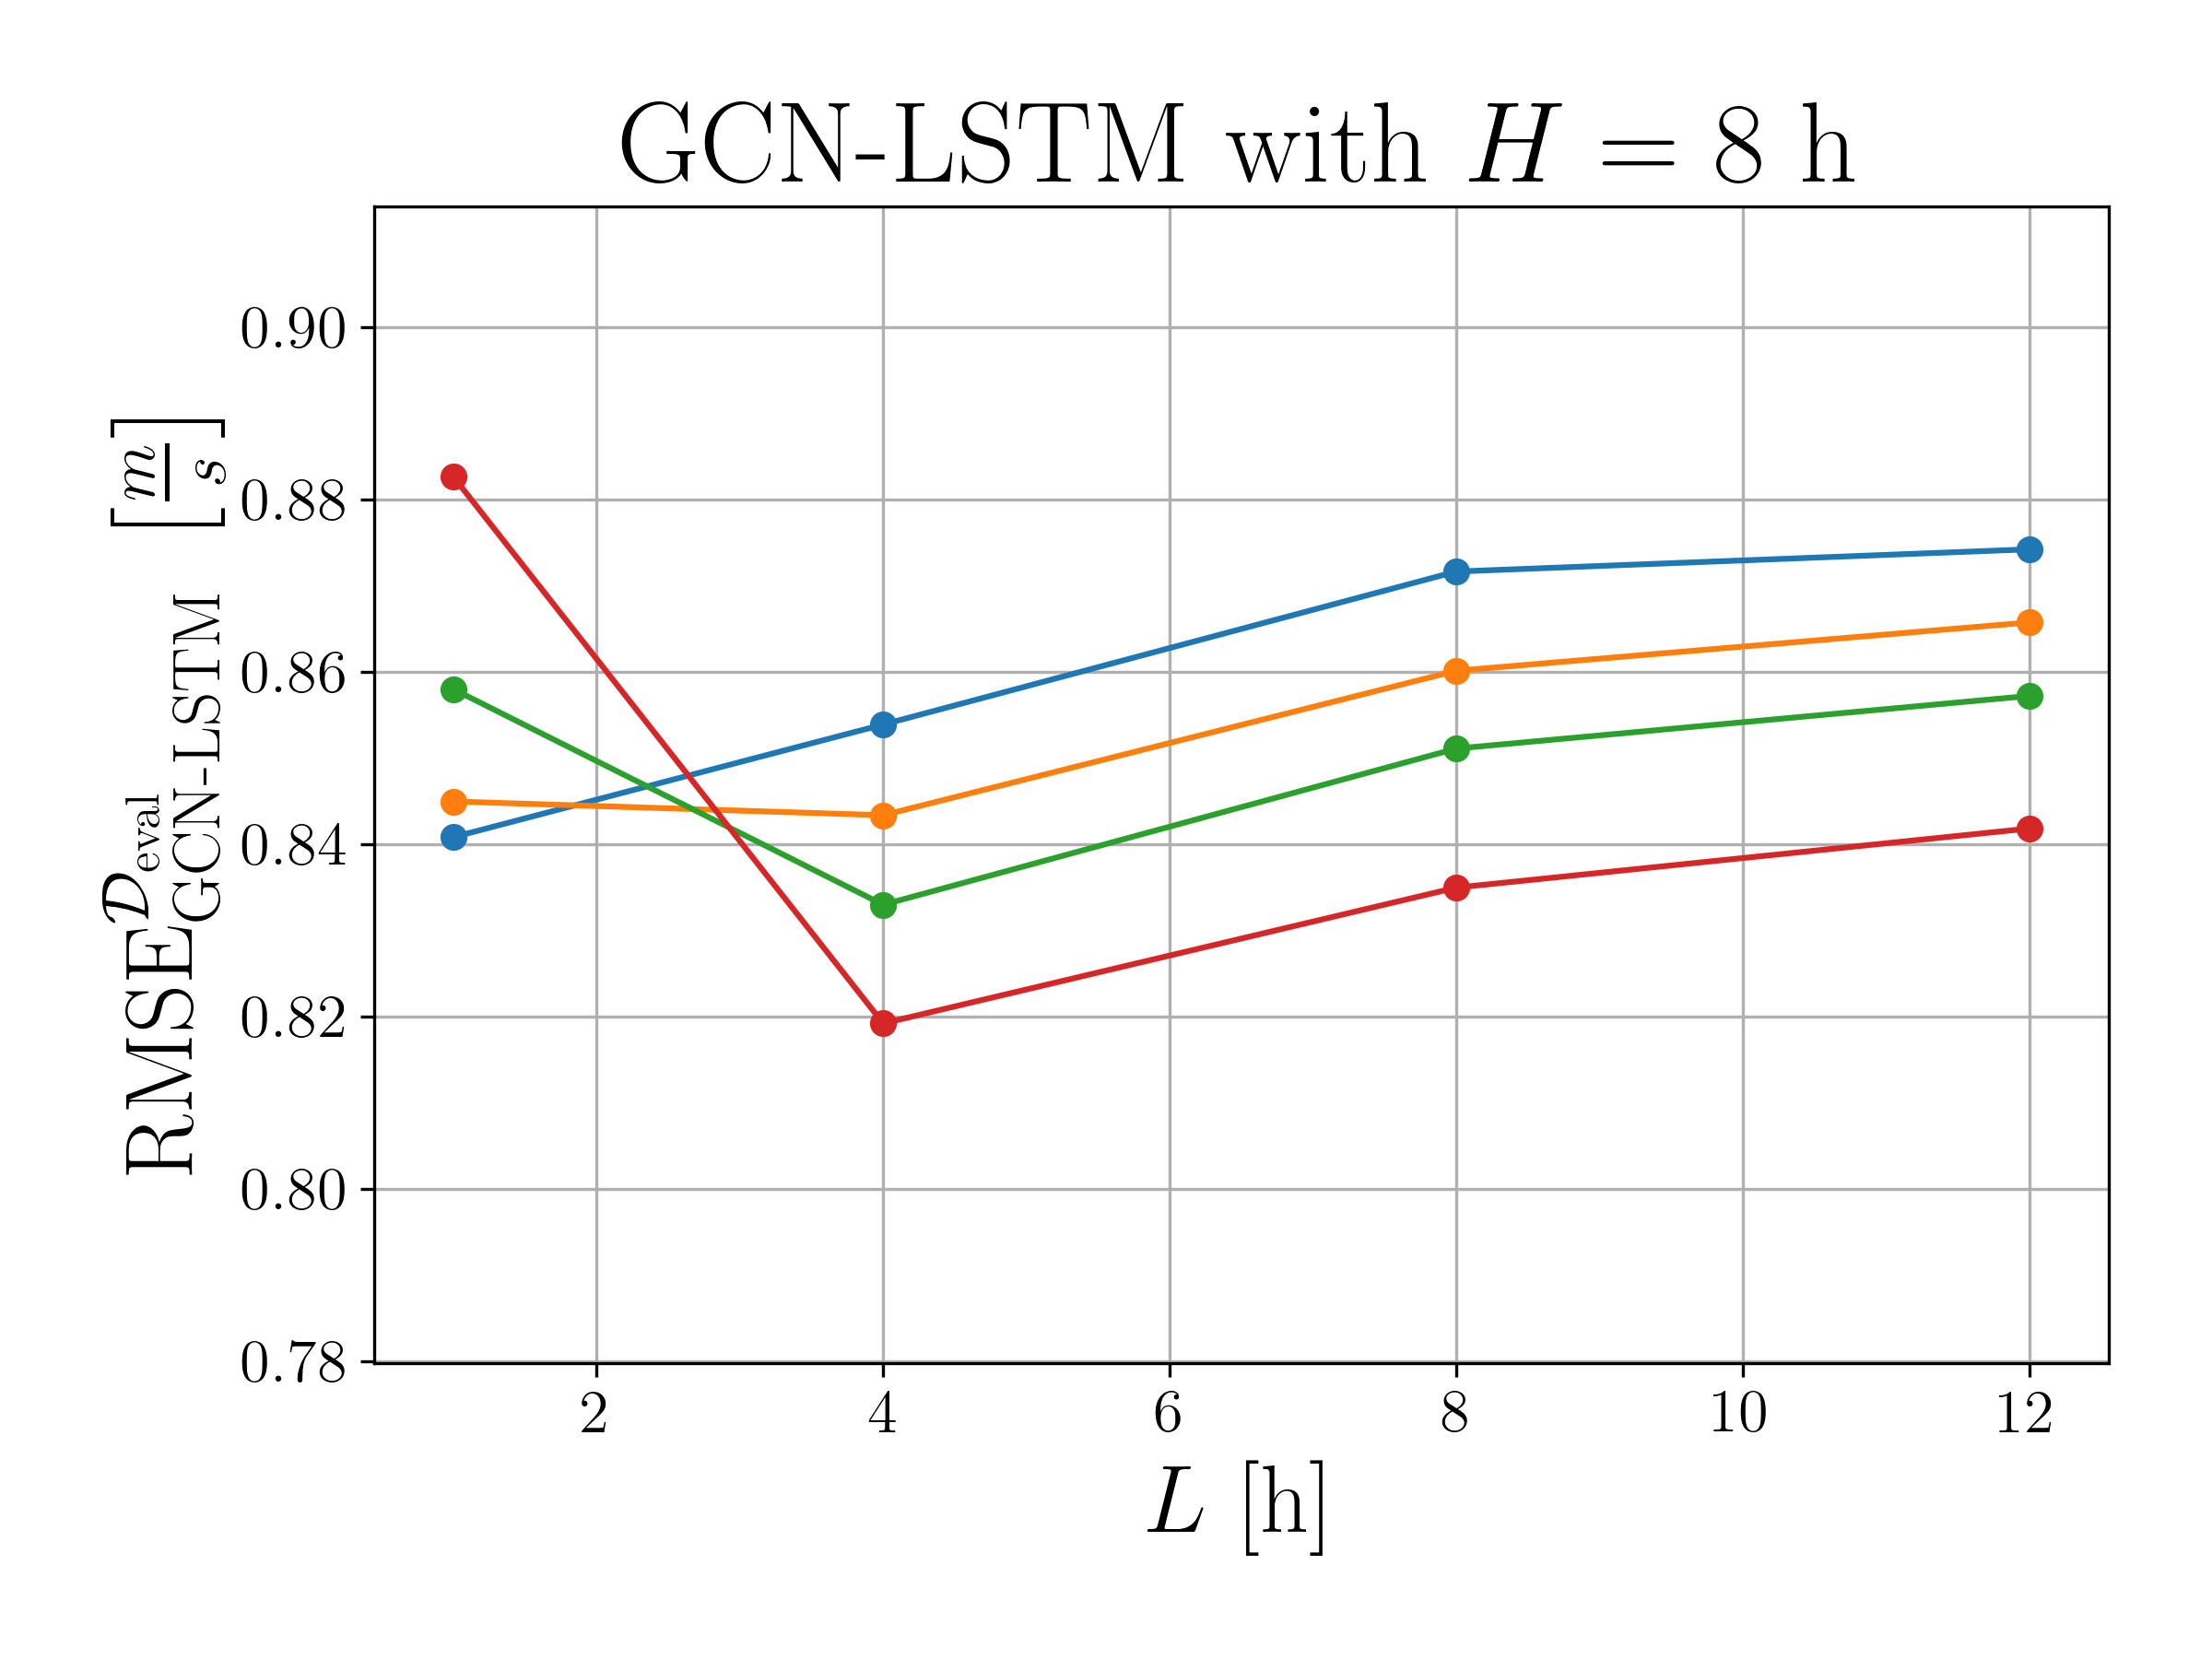 GCN-LSTM with H = 8 h
RMSE^{𝒟_eval}_{GCN-LSTM} [m/s]
0.90
0.88
0.86
0.84
0.82
0.80
0.78
2 4 6 8 10 12
L [h]